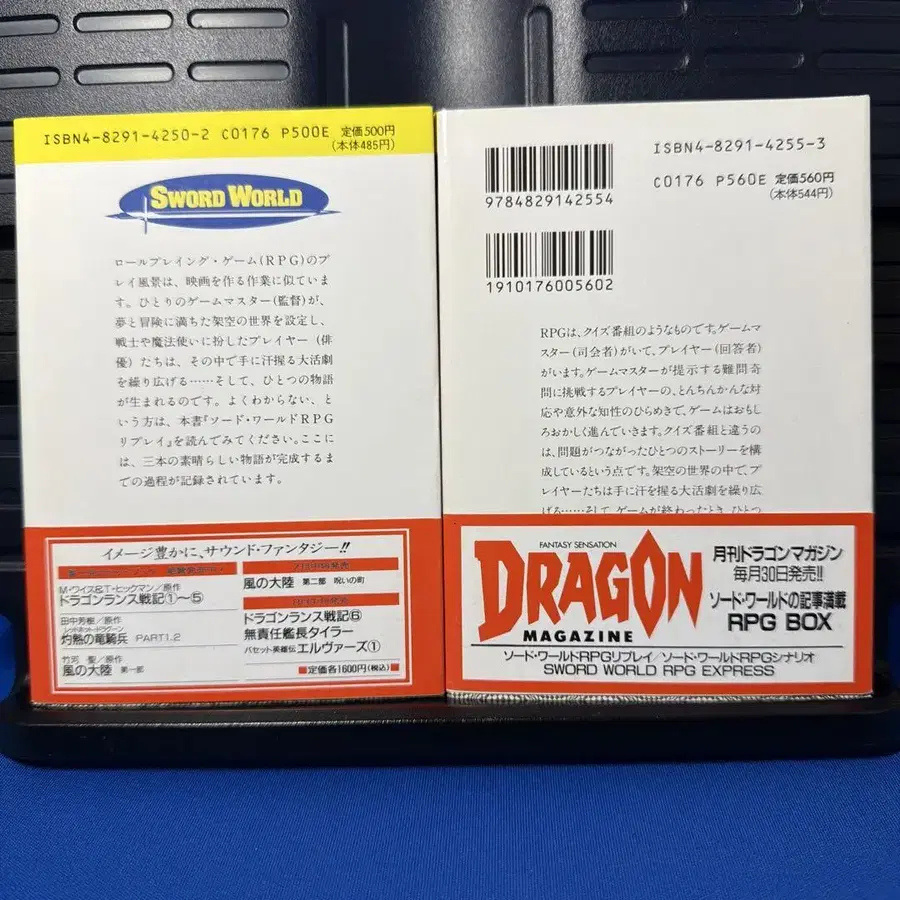 ISBN4-8291-4250-2 C0176 P500E 定価500円
(本体485円)
SWORD WORLD
ロールプレイング・ゲーム(RPG)のプ
レイ風景は、映画を作る作業に似ていま
す。ひとりのゲームマスター(監督)が、
夢と冒険に満ちた架空の世界を設定し、
戦士や魔法使いに扮したプレイヤー(俳
優)たちは、その中で手に汗握る大活劇
を繰り広げる……そして、ひとつの物語
が生まれるのです。よくわからない、と
いう方は、本書『ソード・ワールドRPG
リプレイ』を読んでみてください。ここに
は、三本の素晴らしい物語が完成するま
での過程が記録されています。
イメージ豊かに、サウンド・ファンタジー!!
M・ワイス&T・ヒックマン/原作
ドラゴンランス戦記①〜⑤
田中芳樹/原作
灼熱の竜騎兵 PART1.2
竹河 聖/原作
風の大陸 第一部
風の大陸 第二部 呪いの町
ドラゴンランス戦記⑥
無責任艦長タイラー
バセット英雄伝エルヴァーズ①
■定価各1600円(税込)
ISBN4-8291-4255-3
9784829142554
C0176 P560E 定価560円
(本体544円)
1910176005602
RPGは、クイズ番組のようなものです。ゲームマ
スター(司会者)がいて、プレイヤー(回答者)
がいます。ゲームマスターが提示する難問奇
問に挑戦するプレイヤーの、とんちんかんな対
応や意外な知性のひらめきで、ゲームはおもし
ろおかしく進んでいきます。クイズ番組と違うの
は、問題がつながったひとつのストーリーを構
成しているという点です。架空の世界の中で、プ
レイヤーたちは手に汗を握る大活劇を繰り広
げる……そして、ゲームが終わったとき、ひとつ
FANTASY SENSATION
DRAGON
MAGAZINE
月刊ドラゴンマガジン
毎月30日発売!!
ソード・ワールドの記事満載
RPG BOX
ソード・ワールドRPGリプレイ/ソード・ワールドRPGシナリオ
SWORD WORLD RPG EXPRESS